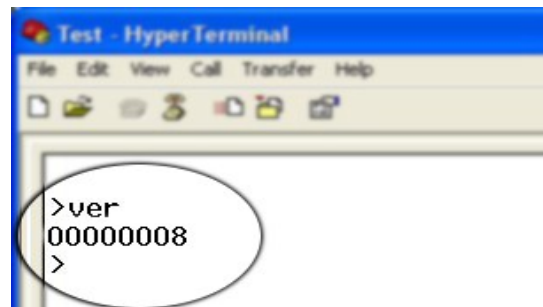 Test - HyperTerminal
File Edit View Call Transfer Help
>ver
00000008
>